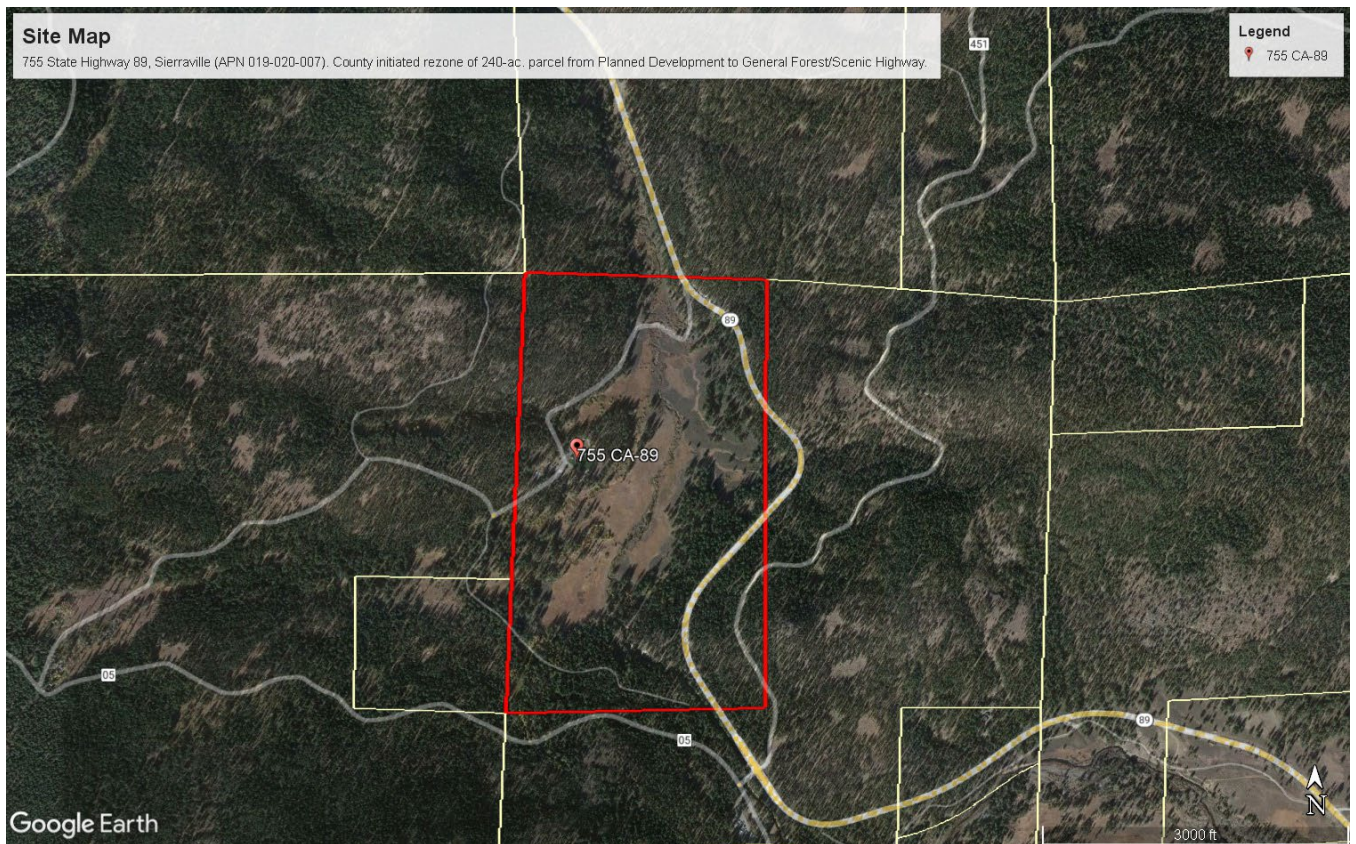 Site Map
755 State Highway 89, Sierraville (APN 019-020-007). County initiated rezone of 240-ac. parcel from Planned Development to General Forest/Scenic Highway.
Legend
755 CA-89
451
89
755 CA-89
05
05
89
N
3000 ft
Google Earth